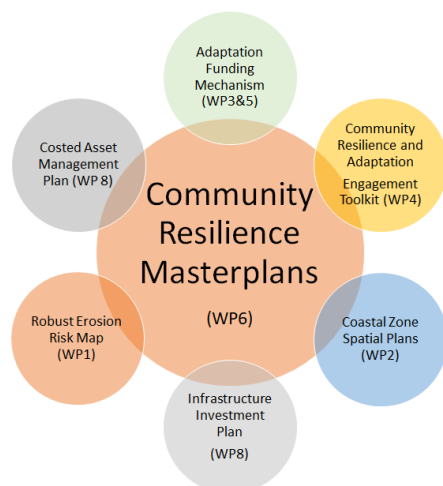 Adaptation
Funding
Mechanism
(WP3&5)
Costed Asset
Management
Plan (WP 8)
Community
Resilience and
Adaptation
Engagement
Toolkit (WP4)
Community
Resilience
Masterplans
(WP6)
Robust Erosion
Risk Map
(WP1)
Coastal Zone
Spatial Plans
(WP2)
Infrastructure
Investment
Plan
(WP8)